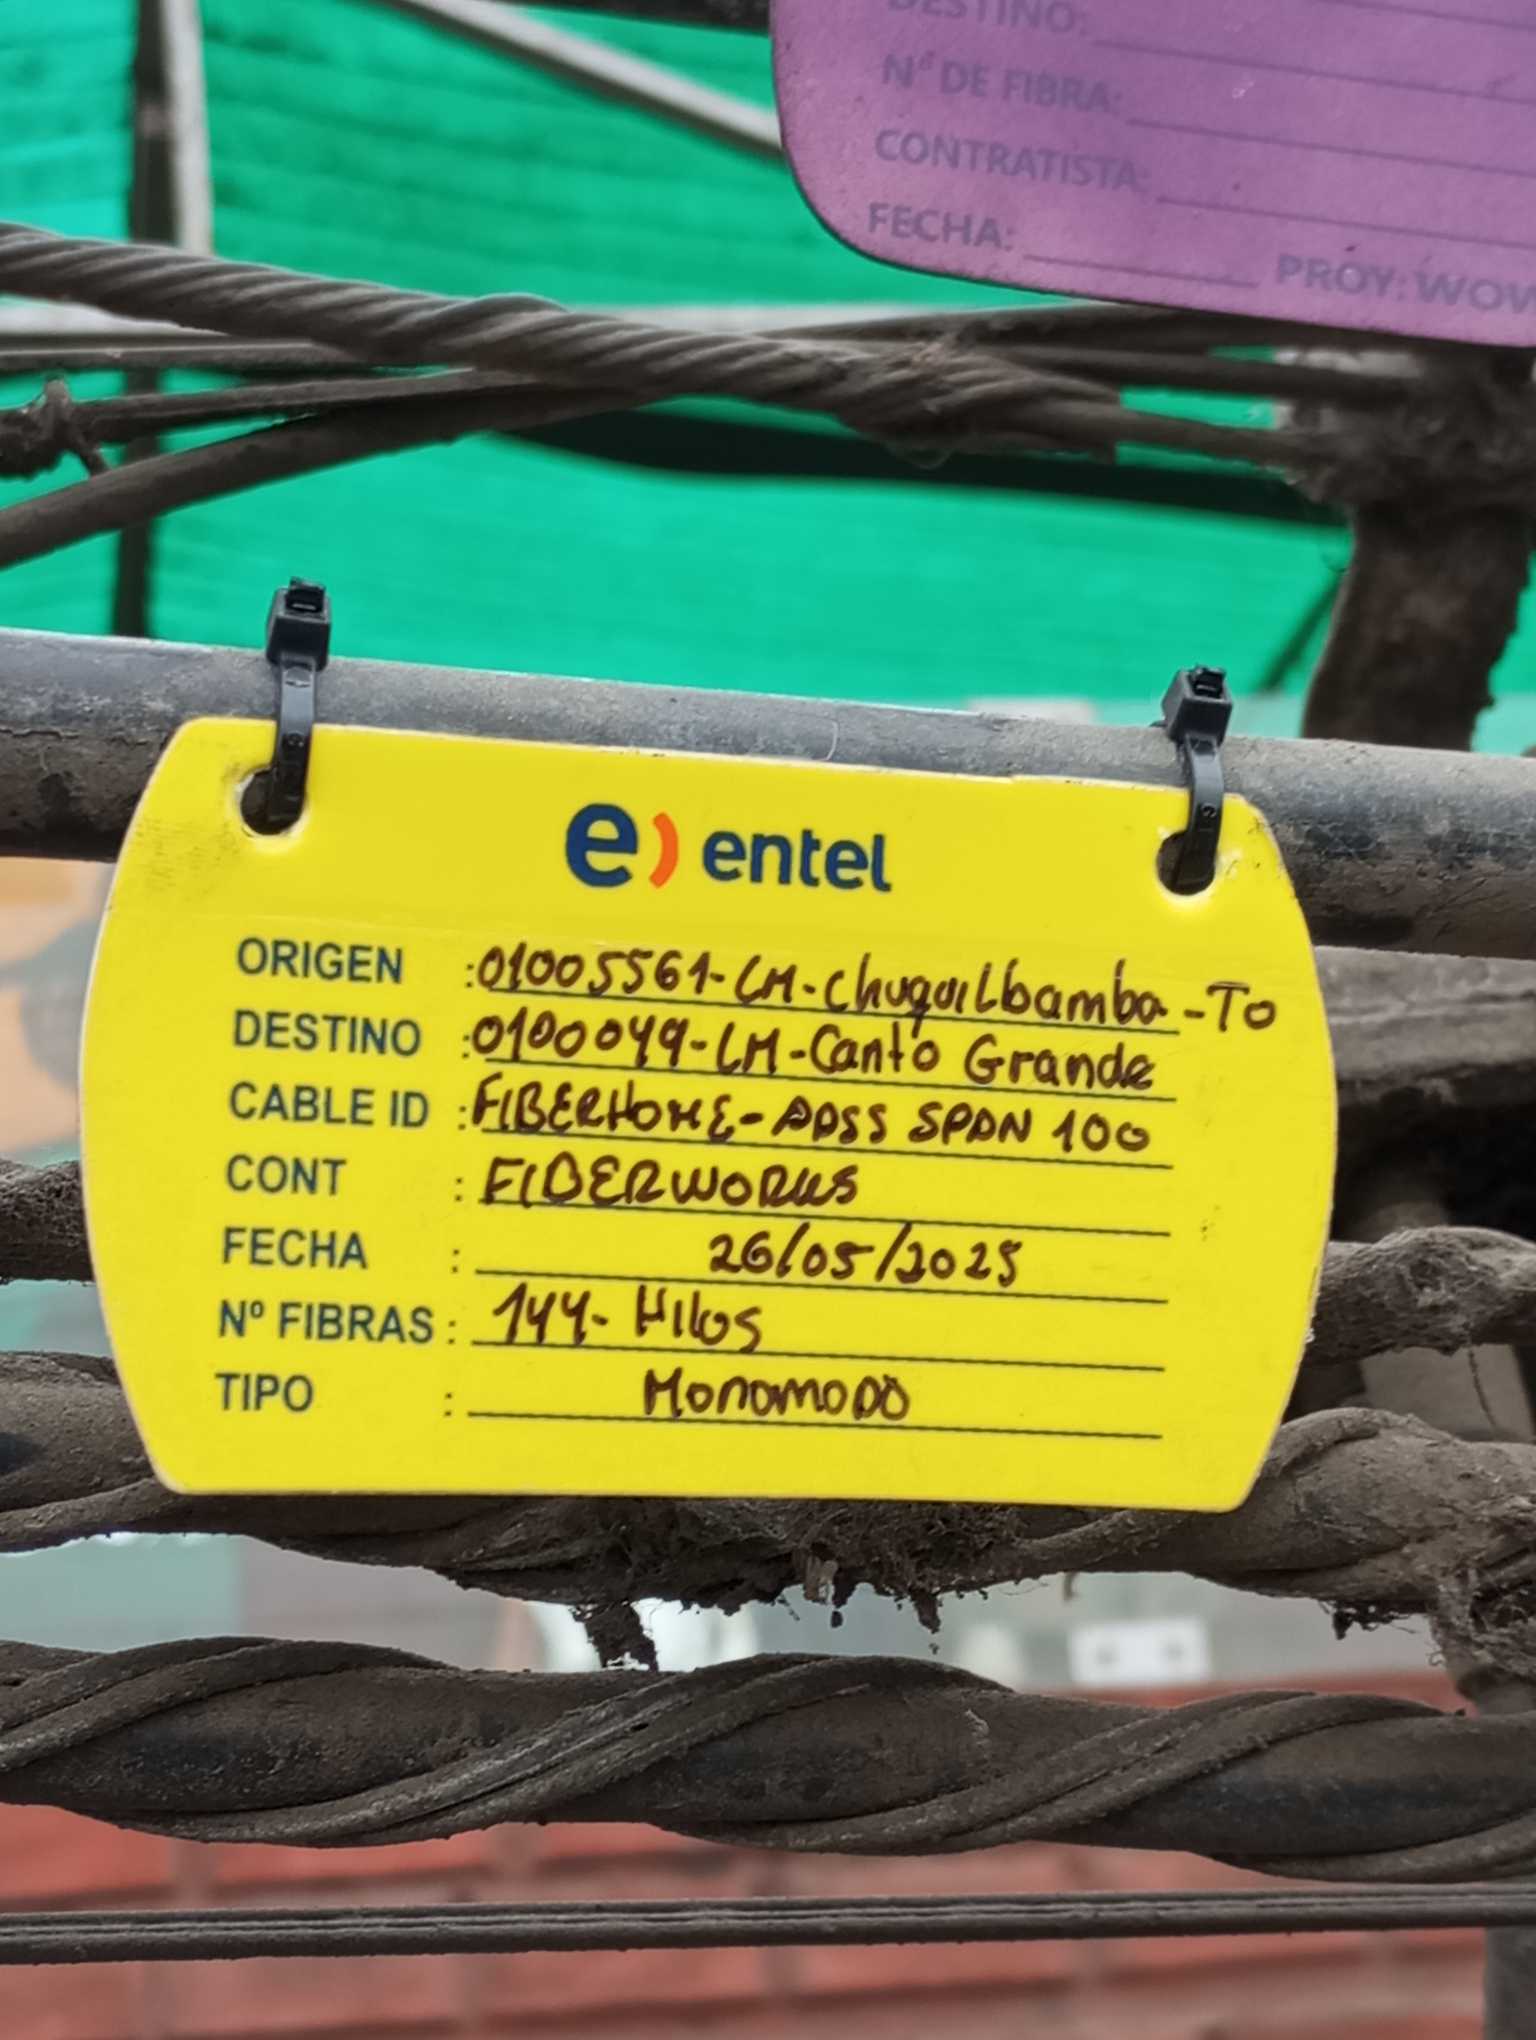 DESTINO:
Nº DE FIBRA:
CONTRATISTA:
FECHA: PROY: WOW
e) entel
ORIGEN :01005561-LM-Chuquilbamba-To
DESTINO :0100049-LM-Canto Grande
CABLE ID :FIBERHOME-ADSS SPAN 100
CONT : FIBERWORKS
FECHA : 26/05/2025
Nº FIBRAS : 144- Hilos
TIPO : Monomodo